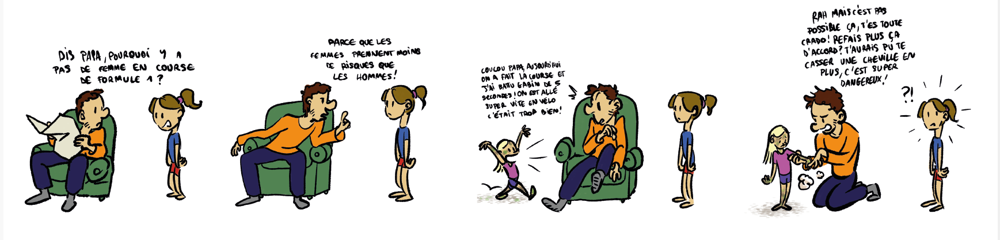 DIS PAPA, POURQUOI Y A
PAS DE FEMME EN COURSE
DE FORMULE 1 ?
PARCE QUE LES
FEMMES PRENNENT MOINS
DE RISQUES QUE
LES HOMMES!
COUCOU PAPA, AUJOURD'HUI
ON A FAIT LA COURSE ET
J'AI BATTU GABIN DE 5
SECONDES! ON EST ALLÉ
SUPER VITE EN VÉLO
C'ÉTAIT TROP BIEN!
RAH MAIS C'EST PAS
POSSIBLE ÇA, T'ES TOUTE
CRADO! REFAIS PLUS ÇA
D'ACCORD? T'AURAIS PU TE
CASSER UNE CHEVILLE EN
PLUS, C'EST SUPER
DANGEREUX!
?!